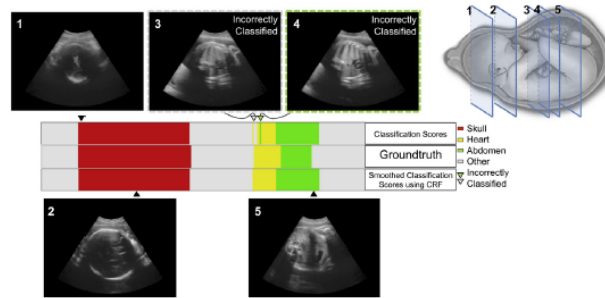 1
3
Incorrectly
Classified
4
Incorrectly
Classified
1
2
3
4
5
Classification Scores
Groundtruth
Smoothed Classification
Scores using CRF
Skull
Heart
Abdomen
Other
Incorrectly
Classified
2
5